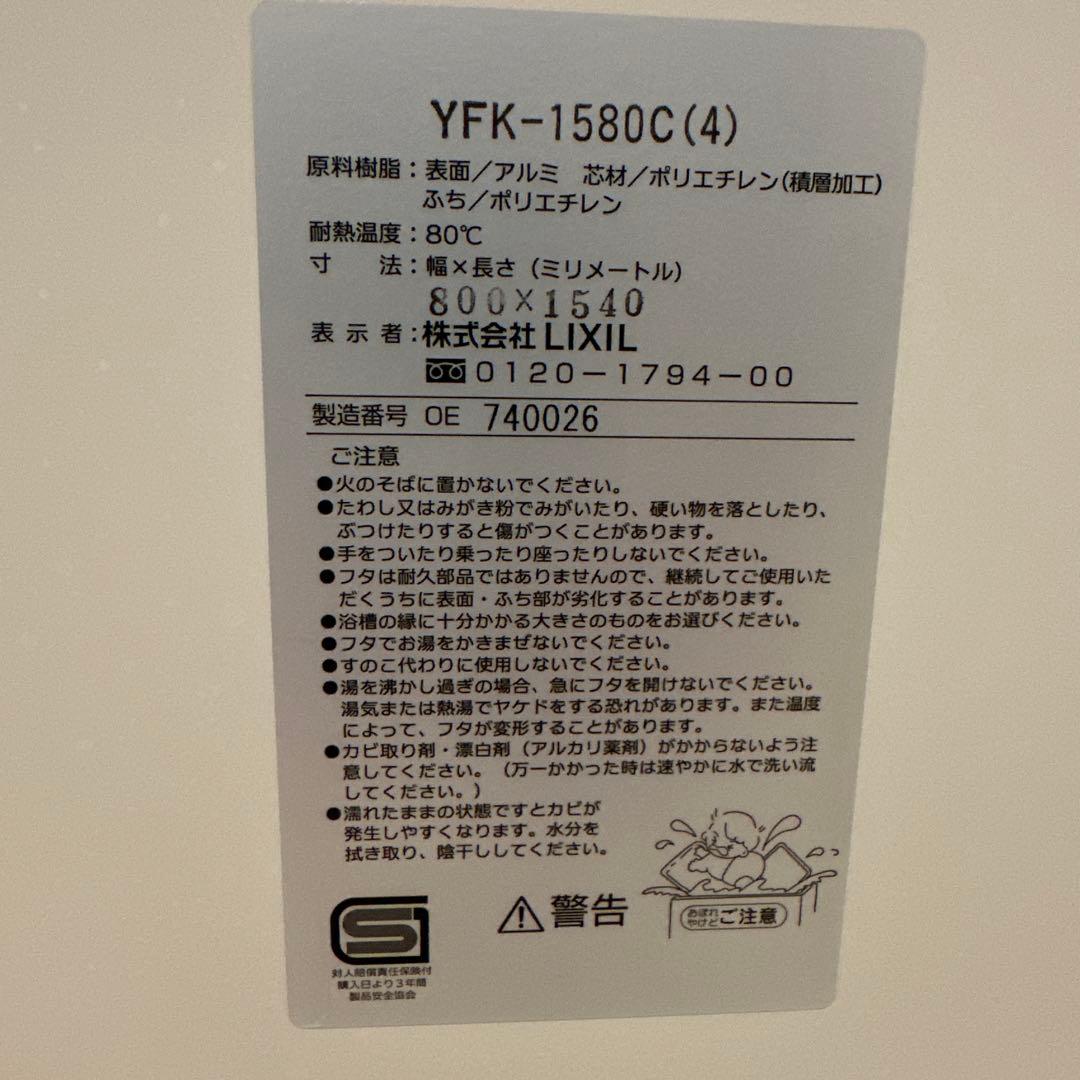 YFK-1580C(4)
原料樹脂：表面／アルミ　芯材／ポリエチレン(積層加工)
ふち／ポリエチレン
耐熱温度：80℃
寸　　法：幅×長さ（ミリメートル）
800×1540
表 示 者：株式会社 LIXIL
0120－1794－00
製造番号 OE 740026
ご注意
●火のそばに置かないでください。
●たわし又はみがき粉でみがいたり、硬い物を落としたり、
ぶつけたりすると傷がつくことがあります。
●手をついたり乗ったり座ったりしないでください。
●フタは耐久部品ではありませんので、継続してご使用いた
だくうちに表面・ふち部が劣化することがあります。
●浴槽の縁に十分かかる大きさのものをお選びください。
●フタでお湯をかきまぜないでください。
●すのこ代わりに使用しないでください。
●湯を沸かし過ぎの場合、急にフタを開けないでください。
湯気または熱湯でヤケドをする恐れがあります。また温度
によって、フタが変形することがあります。
●カビ取り剤・漂白剤（アルカリ薬剤）がかからないよう注
意してください。（万一かかった時は速やかに水で洗い流
してください。）
●濡れたままの状態ですとカビが
発生しやすくなります。水分を
拭き取り、陰干ししてください。
警告
おぼれ
やけど
ご注意
対人賠償責任保険付
購入日より3年間
製品安全協会